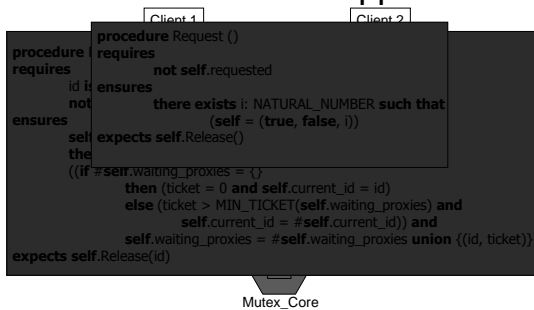 Client 1
Client 2
procedure Request ()
requires
not self.requested
ensures
there exists i: NATURAL_NUMBER such that
(self = (true, false, i))
expects self.Release()
procedure
requires
id
not
ensures
self
((if #self.waiting_proxies = {}
then (ticket = 0 and self.current_id = id)
else (ticket > MIN_TICKET(self.waiting_proxies) and
self.current_id = #self.current_id)) and
self.waiting_proxies = #self.waiting_proxies union {(id, ticket)}
expects self.Release(id)
Mutex_Core